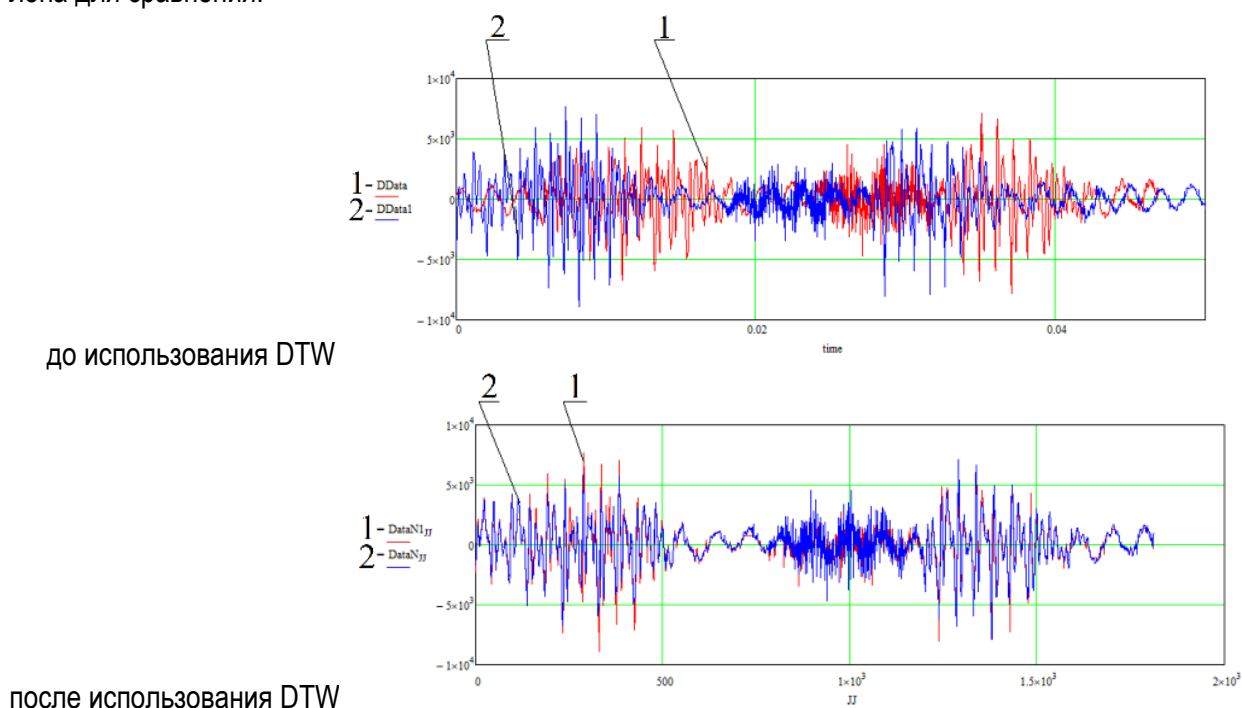 для сравнения.
2 1
1×10⁴
5×10³
0
−5×10³
−1×10⁴
1 – DData
2 – DData1
0 0.02 0.04
time
до использования DTW
2 1
1×10⁴
5×10³
0
−5×10³
−1×10⁴
1 – DataN1JJ
2 – DataNJJ
0 500 1×10³ 1.5×10³ 2×10³
JJ
после использования DTW